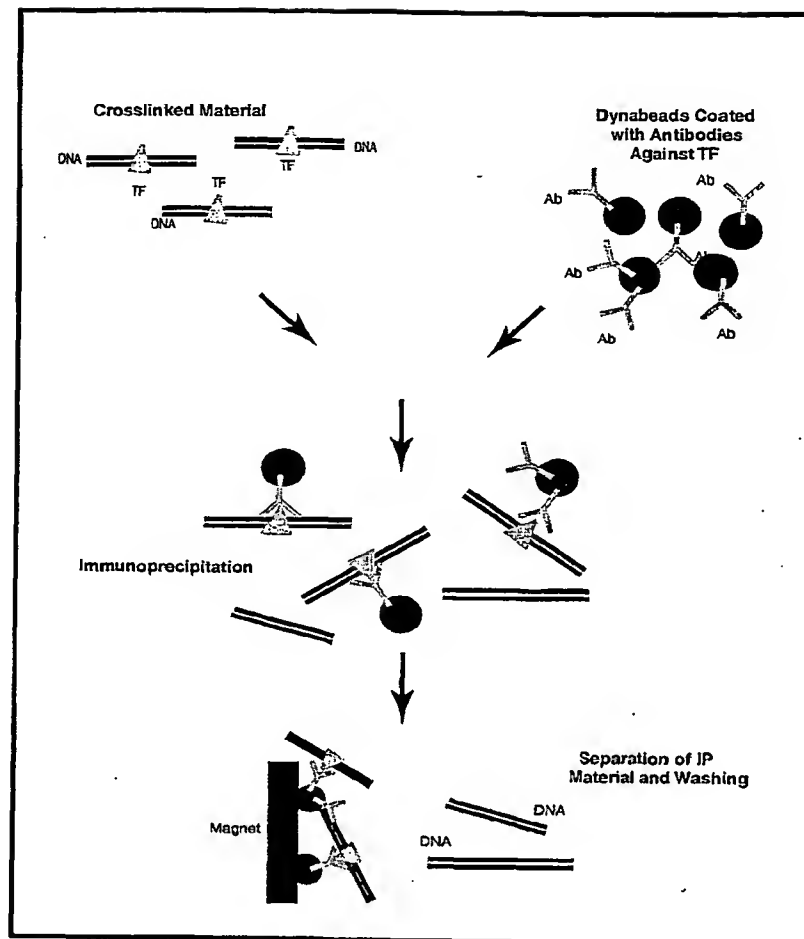 Crosslinked Material
DNA
TF
TF
DNA
TF
DNA
Dynabeads Coated
with Antibodies
Against TF
Ab
Ab
Ab
Ab
Ab
Ab
Immunoprecipitation
Separation of IP
Material and Washing
Magnet
DNA
DNA